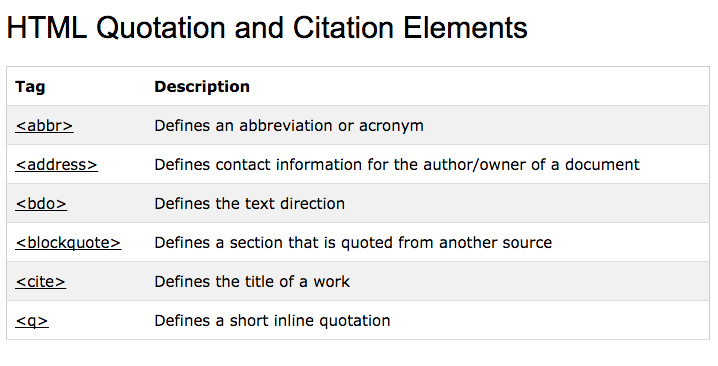 HTML Quotation and Citation Elements
Tag Description
<abbr> Defines an abbreviation or acronym
<address> Defines contact information for the author/owner of a document
<bdo> Defines the text direction
<blockquote> Defines a section that is quoted from another source
<cite> Defines the title of a work
<q> Defines a short inline quotation